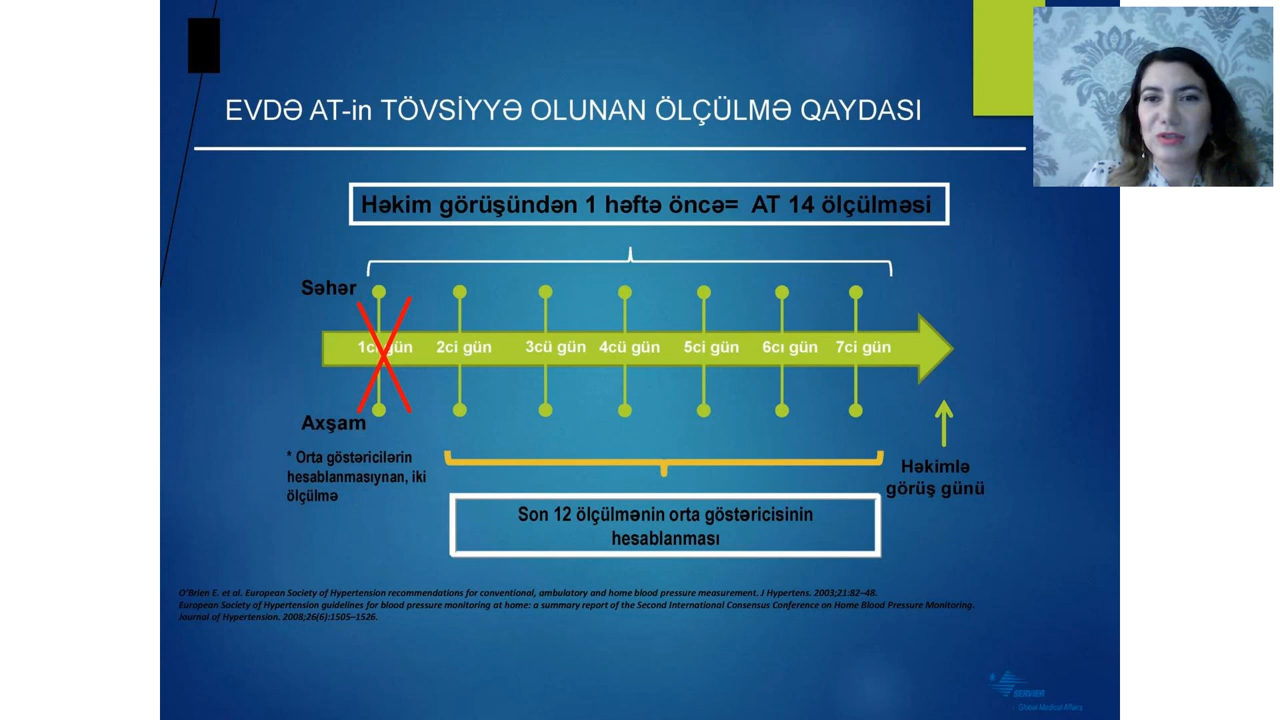 EVDƏ AT-in TÖVSİYYƏ OLUNAN ÖLÇÜLMƏ QAYDASI
Həkim görüşündən 1 həftə öncə= AT 14 ölçülməsi
Səhər
1ci gün 2ci gün 3cü gün 4cü gün 5ci gün 6cı gün 7ci gün
Axşam
* Orta göstəricilərin
hesablanmasıynan, iki
ölçülmə
Həkimlə
görüş günü
Son 12 ölçülmənin orta göstəricisinin
hesablanması
O'Brien E. et al. European Society of Hypertension recommendations for conventional, ambulatory and home blood pressure measurement. J Hypertens. 2003;21:82–48.
European Society of Hypertension guidelines for blood pressure monitoring at home: a summary report of the Second International Consensus Conference on Home Blood Pressure Monitoring.
Journal of Hypertension. 2008;26(6):1505–1526.
SERVIER
Global Medical Affairs